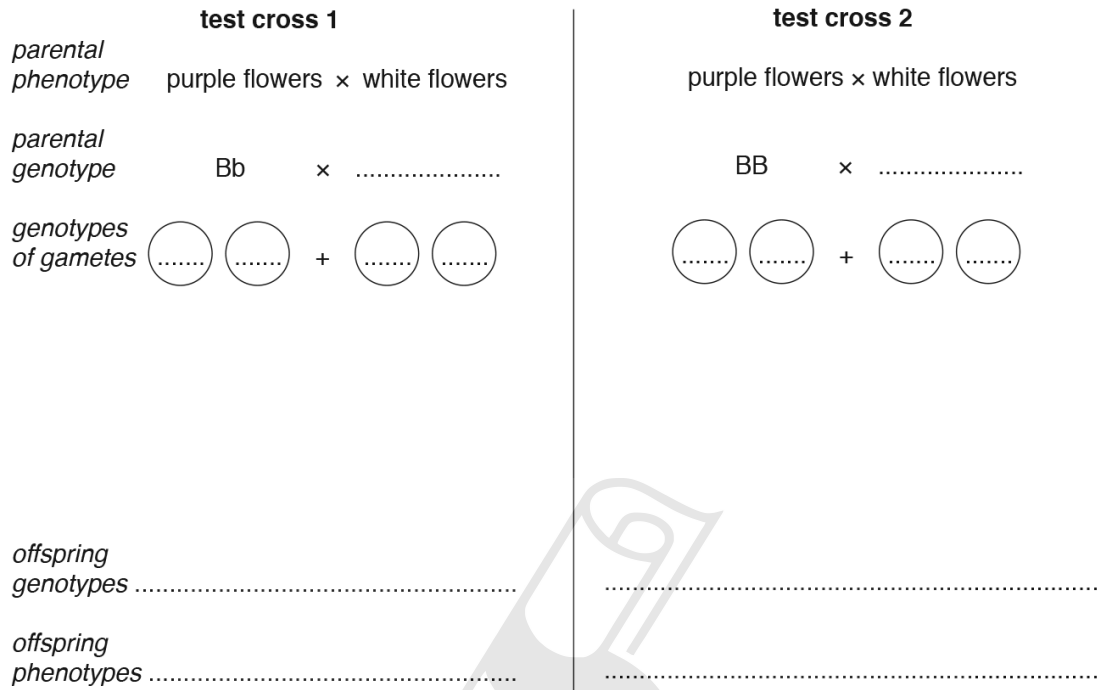 test cross 1
parental
phenotype purple flowers × white flowers
parental
genotype Bb × .....................
genotypes
of gametes ....... ....... + ....... .......
offspring
genotypes .......................................................
offspring
phenotypes .....................................................
test cross 2
purple flowers × white flowers
BB × .....................
....... ....... + ....... .......
.......................................................................
.......................................................................